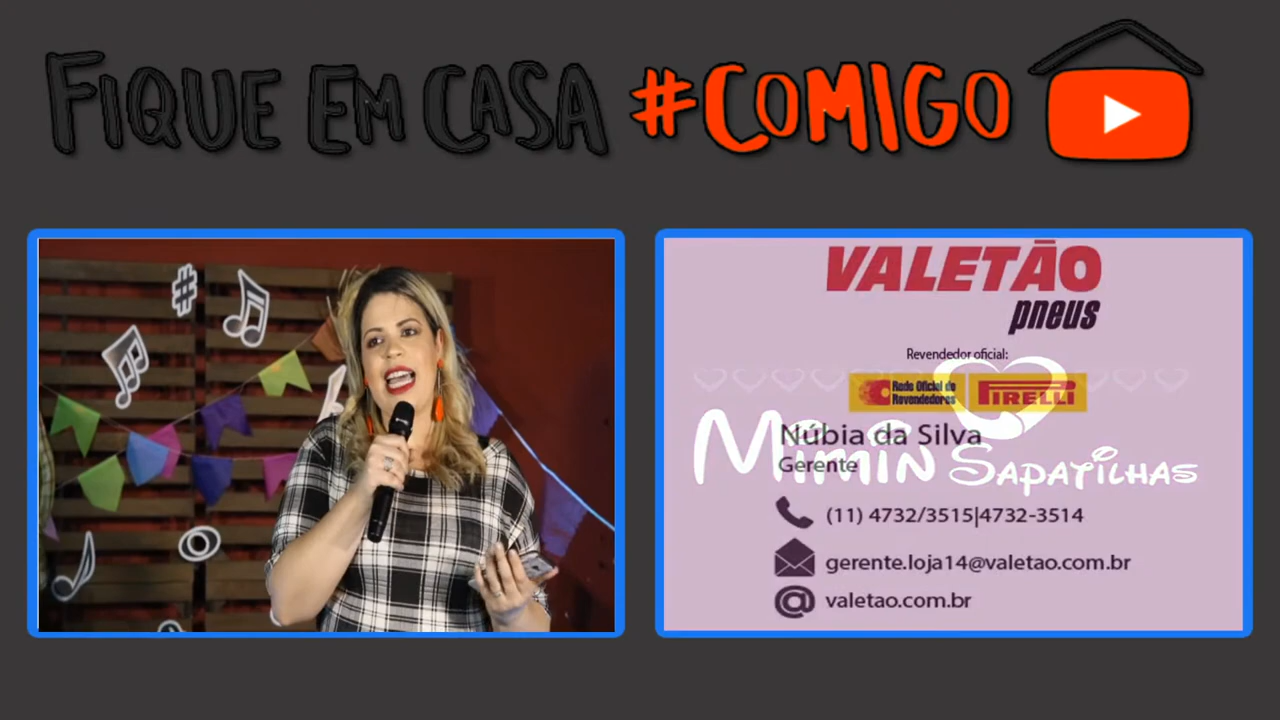 FIQUE EM CASA #COMIGO
VALETÃO
pneus
Revendedor oficial:
Rede Oficial de
Revendedores
PIRELLI
Núbia da Silva
Mimin Sapatilhas
Gerente
(11) 4732/3515|4732-3514
gerente.loja14@valetao.com.br
valetao.com.br